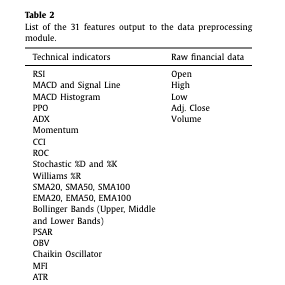 Table 2
List of the 31 features output to the data preprocessing
module.
Technical indicators Raw financial data
RSI Open
MACD and Signal Line High
MACD Histogram Low
PPO Adj. Close
ADX Volume
Momentum
CCI
ROC
Stochastic %D and %K
Williams %R
SMA20, SMA50, SMA100
EMA20, EMA50, EMA100
Bollinger Bands (Upper, Middle
and Lower Bands)
PSAR
OBV
Chaikin Oscillator
MFI
ATR